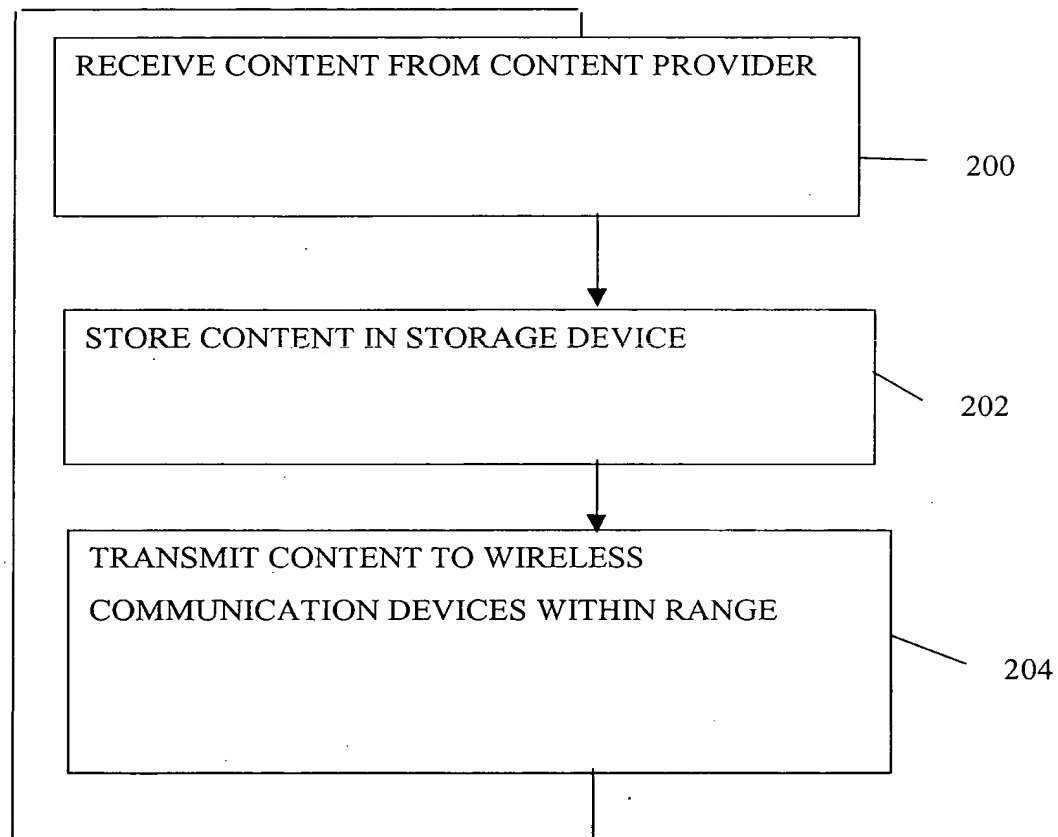 RECEIVE CONTENT FROM CONTENT PROVIDER
200
STORE CONTENT IN STORAGE DEVICE
202
TRANSMIT CONTENT TO WIRELESS
COMMUNICATION DEVICES WITHIN RANGE
204